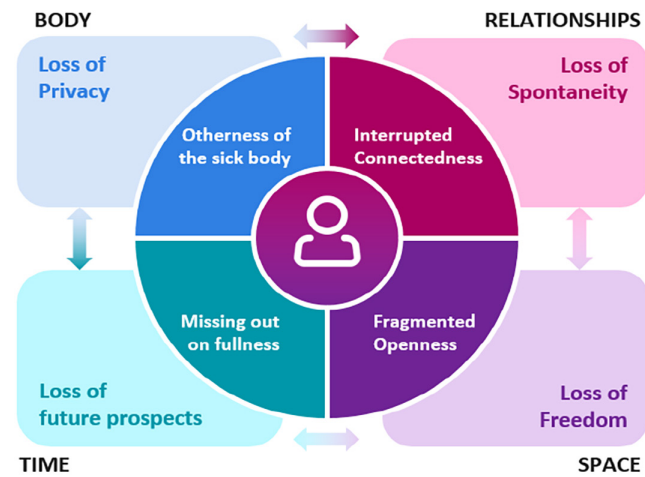 BODY
RELATIONSHIPS
Loss of
Privacy
Loss of
Spontaneity
Otherness of
the sick body
Interrupted
Connectedness
Missing out
on fullness
Fragmented
Openness
Loss of
future prospects
Loss of
Freedom
TIME
SPACE